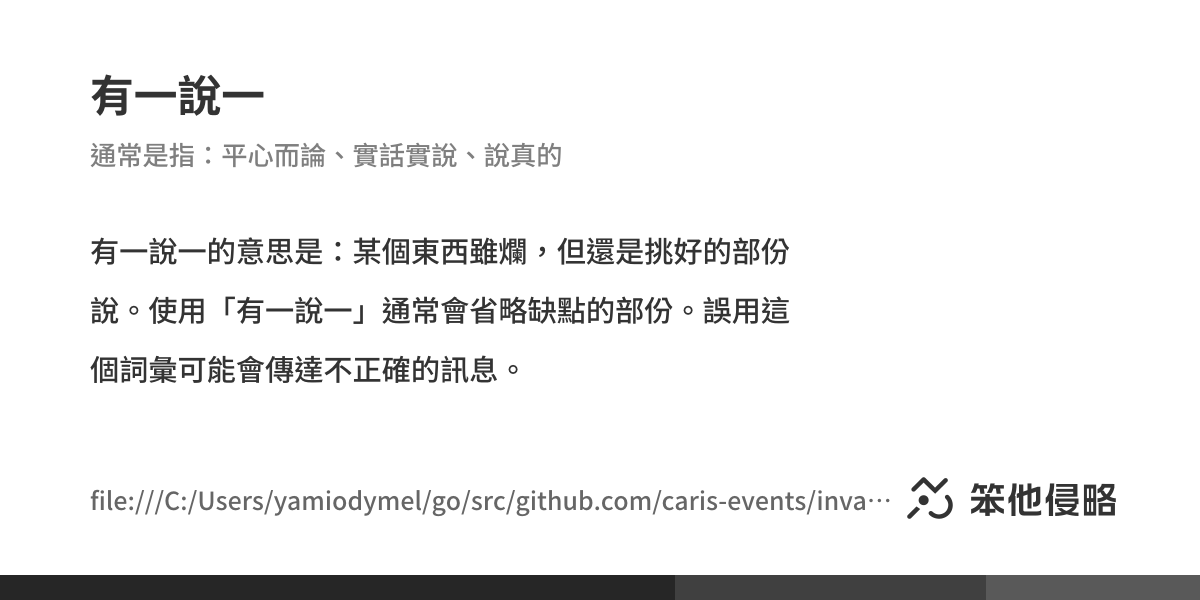 有一說一
通常是指：平心而論、實話實說、說真的
有一說一的意思是：某個東西雖爛，但還是挑好的部份
說。使用「有一說一」通常會省略缺點的部份。誤用這
個詞彙可能會傳達不正確的訊息。
file:///C:/Users/yamiodymel/go/src/github.com/caris-events/inva⋯
笨他侵略